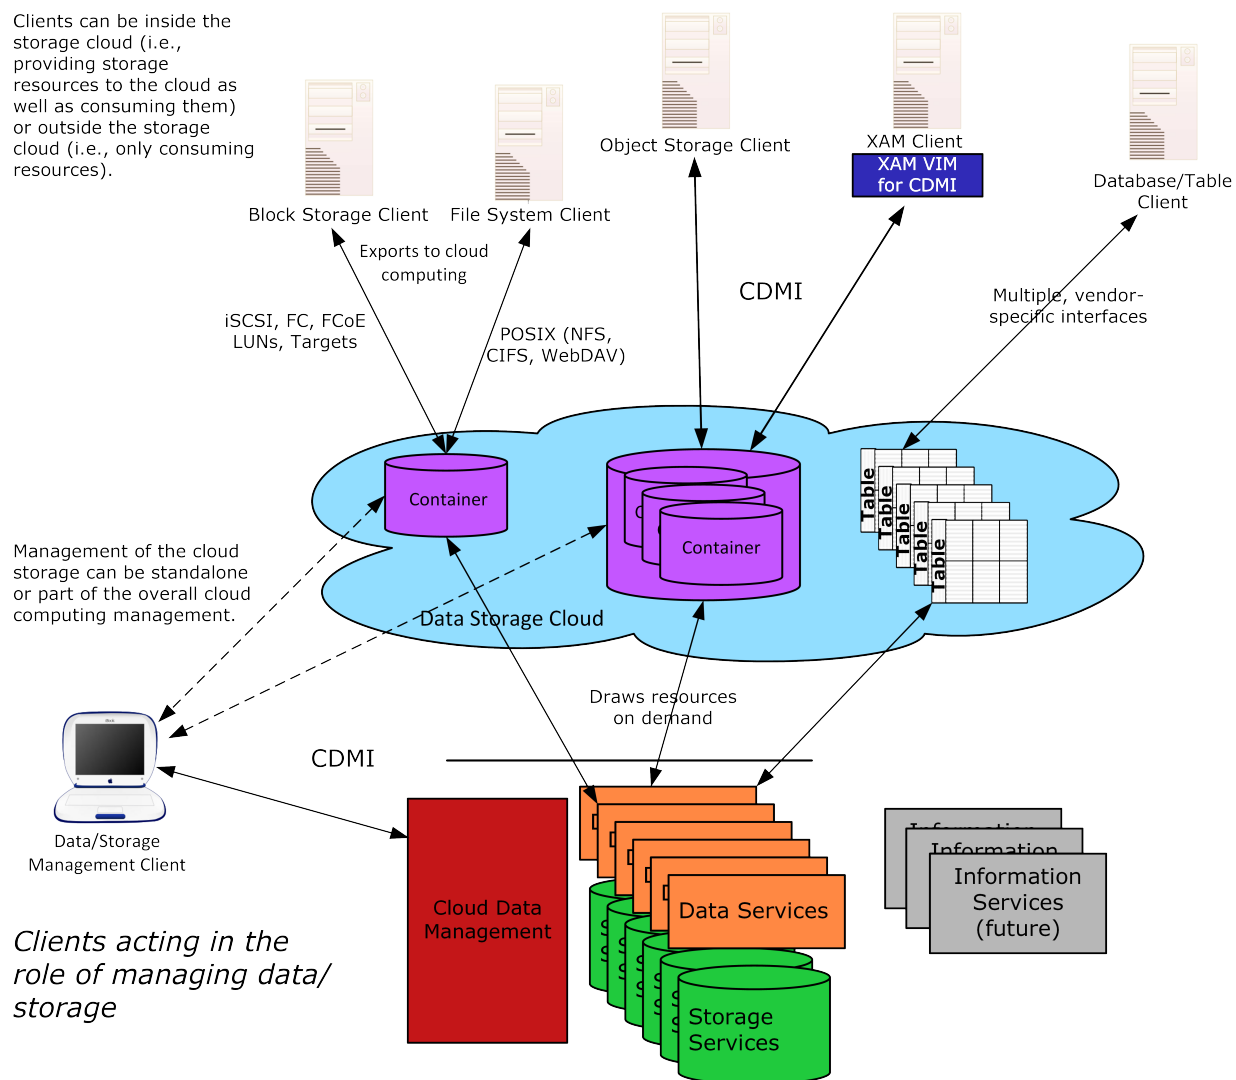 Clients can be inside the
storage cloud (i.e.,
providing storage
resources to the cloud as
well as consuming them)
or outside the storage
cloud (i.e., only consuming
resources).
Block Storage Client
File System Client
Object Storage Client
XAM Client
XAM VIM
for CDMI
Database/Table
Client
Exports to cloud
computing
iSCSI, FC, FCoE
LUNs, Targets
POSIX (NFS,
CIFS, WebDAV)
CDMI
Multiple, vendor-
specific interfaces
Container
Container
Table
Table
Table
Table
Table
Data Storage Cloud
Management of the cloud
storage can be standalone
or part of the overall cloud
computing management.
Draws resources
on demand
CDMI
Data/Storage
Management Client
Cloud Data
Management
Data Services
Storage
Services
Information
Information
Information
Services
(future)
Clients acting in the
role of managing data/
storage